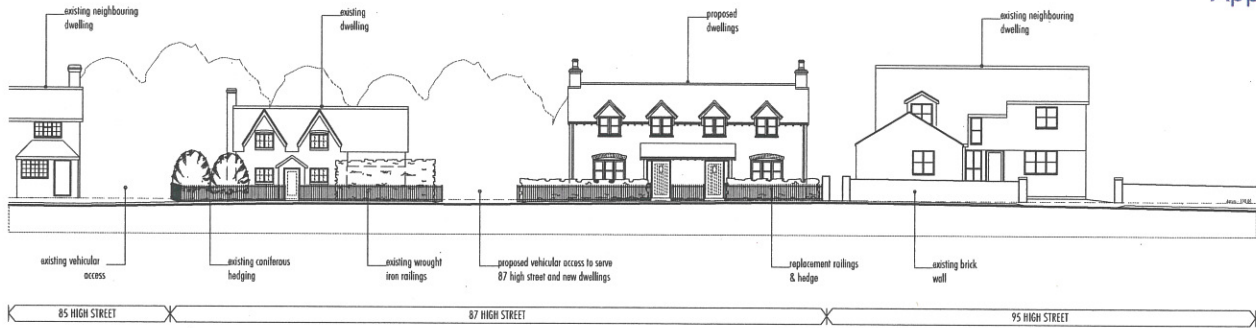 App
existing neighbouring
dwelling
existing
dwelling
proposed
dwellings
existing neighbouring
dwelling
existing vehicular
access
existing coniferous
hedging
existing wrought
iron railings
proposed vehicular access to serve
87 high street and new dwellings
replacement railings
& hedge
existing brick
wall
85 HIGH STREET
87 HIGH STREET
95 HIGH STREET